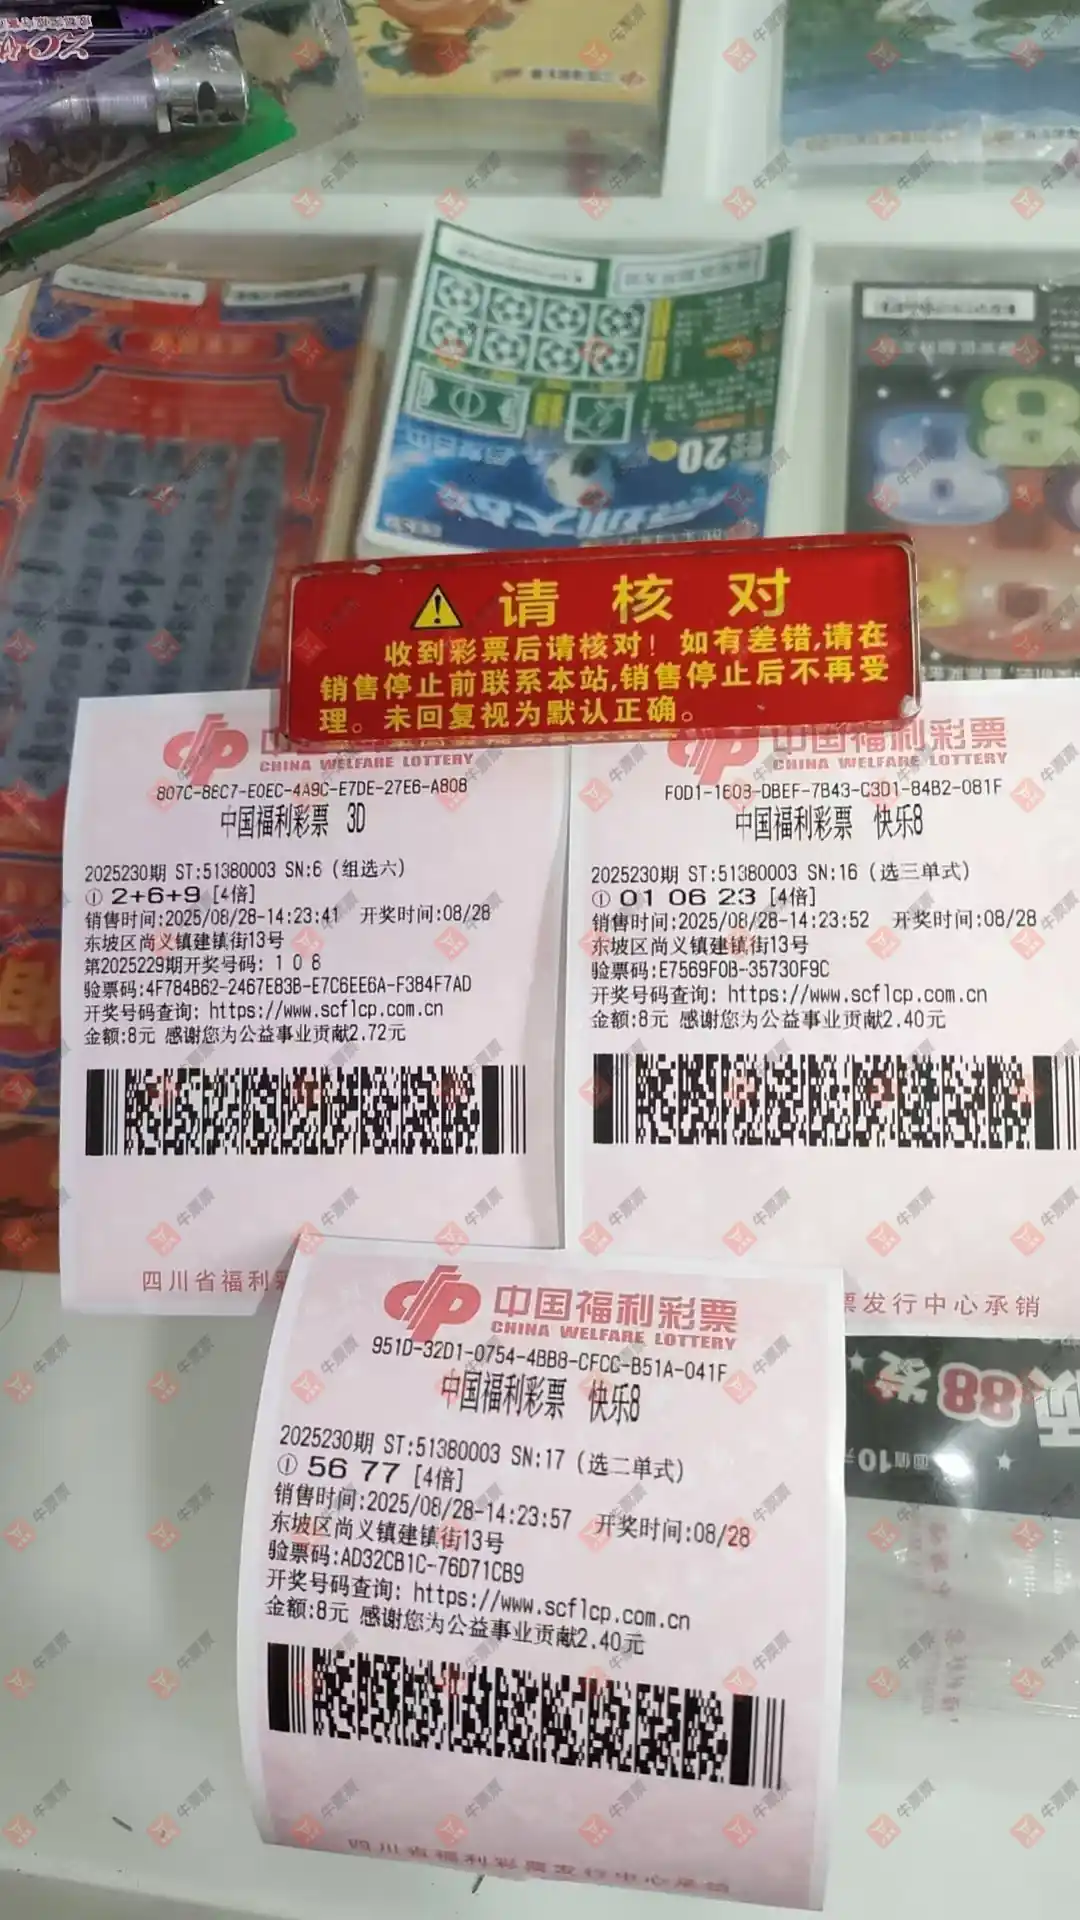 请 核 对
收到彩票后请核对！如有差错,请在
销售停止前联系本站,销售停止后不再受
理。未回复视为默认正确。
CHINA WELFARE LOTTERY
807C-8EC7-E0EC-4A9C-E7DE-27E6-A808
中国福利彩票 3D
2025230期 ST:51380003 SN:6 (组选六)
① 2+6+9 [4倍]
销售时间:2025/08/28-14:23:41 开奖时间:08/28
东坡区尚义镇建镇街13号
第2025229期开奖号码: 1 0 8
验票码:4F784B62-2467E83B-E7C6EE6A-F384F7AD
开奖号码查询: https://www.scflcp.com.cn
金额:8元 感谢您为公益事业贡献2.72元
四川省福利
中国福利彩票
CHINA WELFARE LOTTERY
F0D1-1608-DBEF-7B43-C3D1-84B2-081F
中国福利彩票 快乐8
2025230期 ST:51380003 SN:16 (选三单式)
① 01 06 23 [4倍]
销售时间:2025/08/28-14:23:52 开奖时间:08/28
东坡区尚义镇建镇街13号
验票码:E7569F0B-35730F9C
开奖号码查询: https://www.scflcp.com.cn
金额:8元 感谢您为公益事业贡献2.40元
票发行中心承销
中国福利彩票
CHINA WELFARE LOTTERY
951D-32D1-0754-4BB8-CFCC-B51A-041F
中国福利彩票 快乐8
2025230期 ST:51380003 SN:17 (选二单式)
① 56 77 [4倍]
销售时间:2025/08/28-14:23:57 开奖时间:08/28
东坡区尚义镇建镇街13号
验票码:AD32CB1C-76D71CB9
开奖号码查询: https://www.scflcp.com.cn
金额:8元 感谢您为公益事业贡献2.40元
四川省福利彩票发行中心承销
牛票票